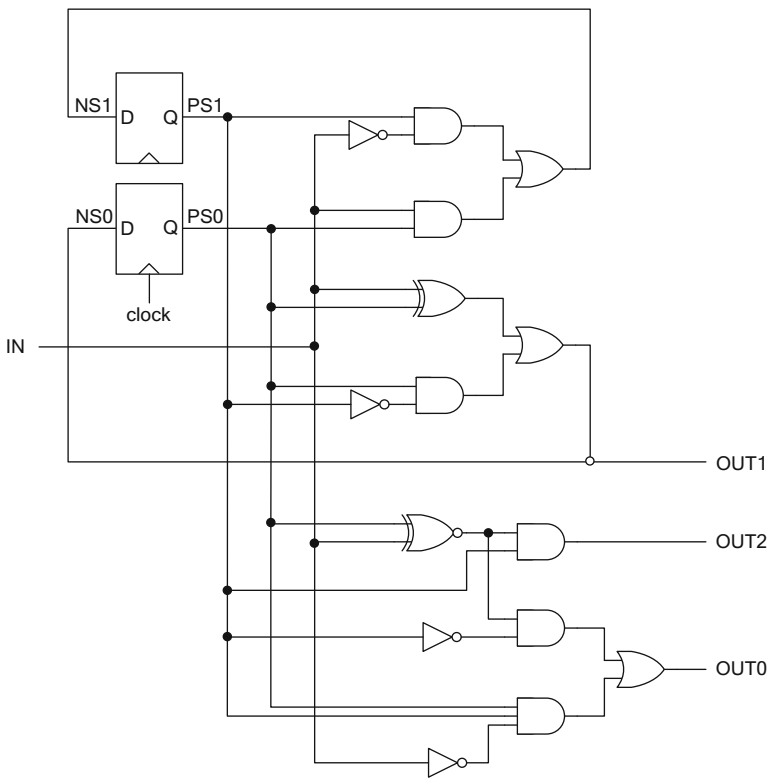 NS1 D Q PS1
NS0 D Q PS0
clock
IN
OUT1
OUT2
OUT0